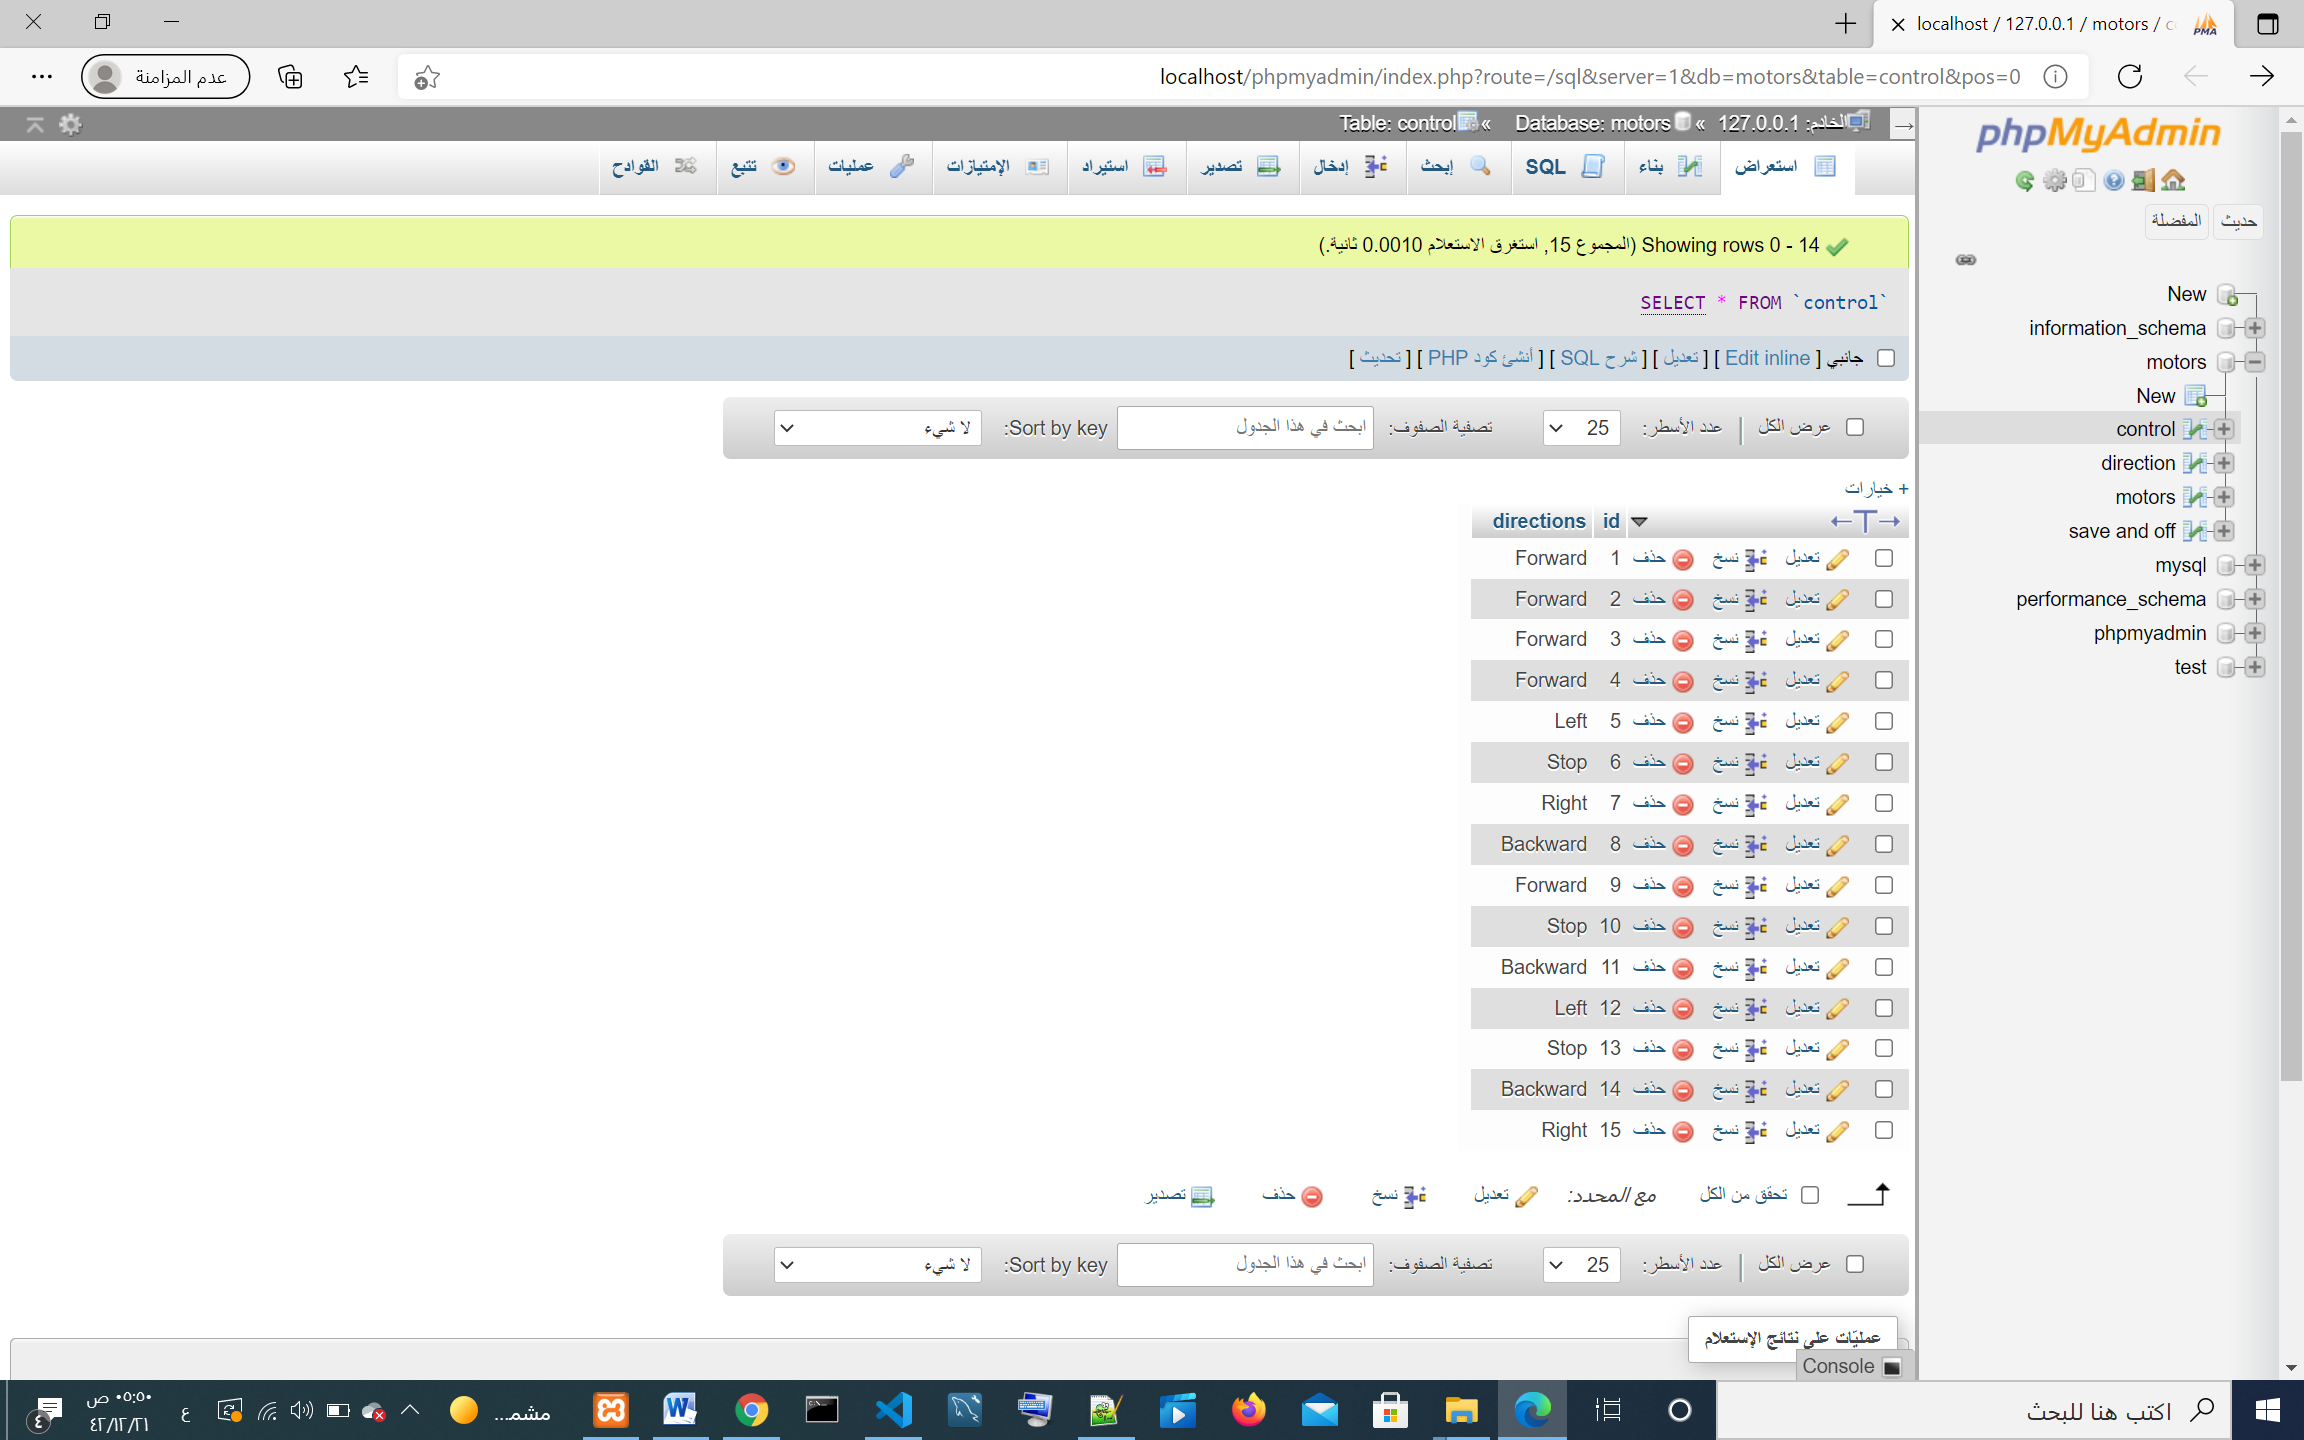 localhost / 127.0.0.1 / motors /
عدم المزامنة
localhost/phpmyadmin/index.php?route=/sql&server=1&db=motors&table=control&pos=0
الخادم: 127.0.0.1 » Database: motors » Table: control
استعراض بناء SQL إبحث إدخال تصدير استيراد الإمتيازات عمليات تتبع القوادح
phpMyAdmin
حديث المفضلة
New
information_schema
motors
New
control
direction
motors
save and off
mysql
performance_schema
phpmyadmin
test
Showing rows 0 - 14 (المجموع 15, استغرق الاستعلام 0.0010 ثانية.)
SELECT * FROM `control`
جانبي [ Edit inline ] [ تعديل ] [ شرح SQL ] [ أنشئ كود PHP ] [ تحديث ]
عرض الكل | عدد الأسطر: 25 تصفية الصفوف: ابحث في هذا الجدول Sort by key: لا شيء
+ خيارات
←T→ id directions
تعديل نسخ حذف 1 Forward
تعديل نسخ حذف 2 Forward
تعديل نسخ حذف 3 Forward
تعديل نسخ حذف 4 Forward
تعديل نسخ حذف 5 Left
تعديل نسخ حذف 6 Stop
تعديل نسخ حذف 7 Right
تعديل نسخ حذف 8 Backward
تعديل نسخ حذف 9 Forward
تعديل نسخ حذف 10 Stop
تعديل نسخ حذف 11 Backward
تعديل نسخ حذف 12 Left
تعديل نسخ حذف 13 Stop
تعديل نسخ حذف 14 Backward
تعديل نسخ حذف 15 Right
تحقق من الكل مع المحدد: تعديل نسخ حذف تصدير
عرض الكل | عدد الأسطر: 25 تصفية الصفوف: ابحث في هذا الجدول Sort by key: لا شيء
عمليّات على نتائج الإستعلام
Console
اكتب هنا للبحث
مشمـ...
ع
٠٥:٥٠ ص
٤٢/١٢/٢١
٤